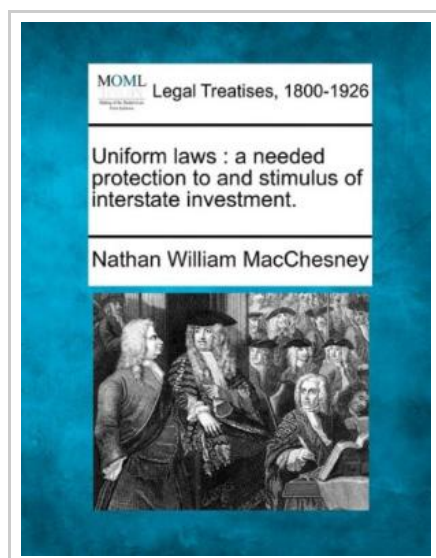 MOML
Legal Treatises, 1800-1926
Uniform laws : a needed
protection to and stimulus of
interstate investment.
Nathan William MacChesney